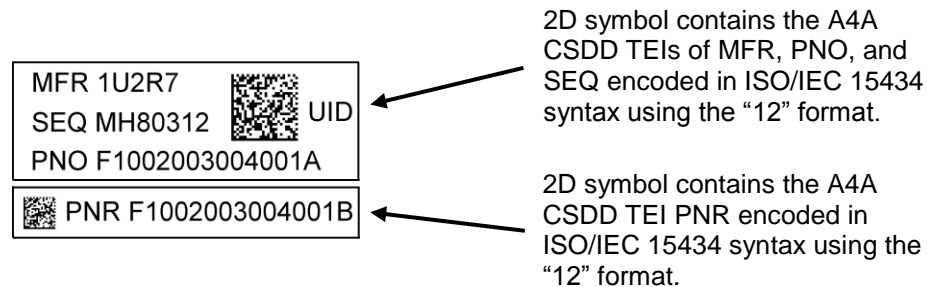 MFR 1U2R7
SEQ MH80312
UID
PNO F1002003004001A
PNR F1002003004001B
2D symbol contains the A4A
CSDD TEIs of MFR, PNO, and
SEQ encoded in ISO/IEC 15434
syntax using the “12” format.
2D symbol contains the A4A
CSDD TEI PNR encoded in
ISO/IEC 15434 syntax using the
“12” format.